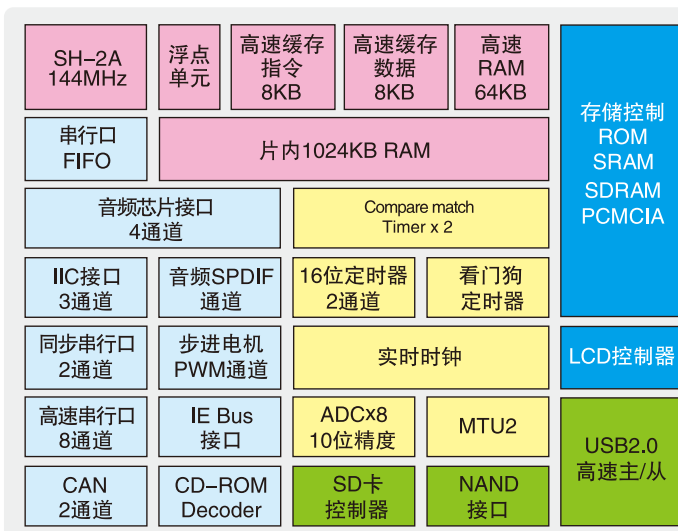 SH-2A
144MHz
浮点
单元
高速缓存
指令
8KB
高速缓存
数据
8KB
高速
RAM
64KB
存储控制
ROM
SRAM
SDRAM
PCMCIA
串行口
FIFO
片内1024KB RAM
音频芯片接口
4通道
Compare match
Timer x 2
IIC接口
3通道
音频SPDIF
通道
16位定时器
2通道
看门狗
定时器
同步串行口
2通道
步进电机
PWM通道
实时时钟
LCD控制器
高速串行口
8通道
IE Bus
接口
ADCx8
10位精度
MTU2
USB2.0
高速主/从
CAN
2通道
CD-ROM
Decoder
SD卡
控制器
NAND
接口